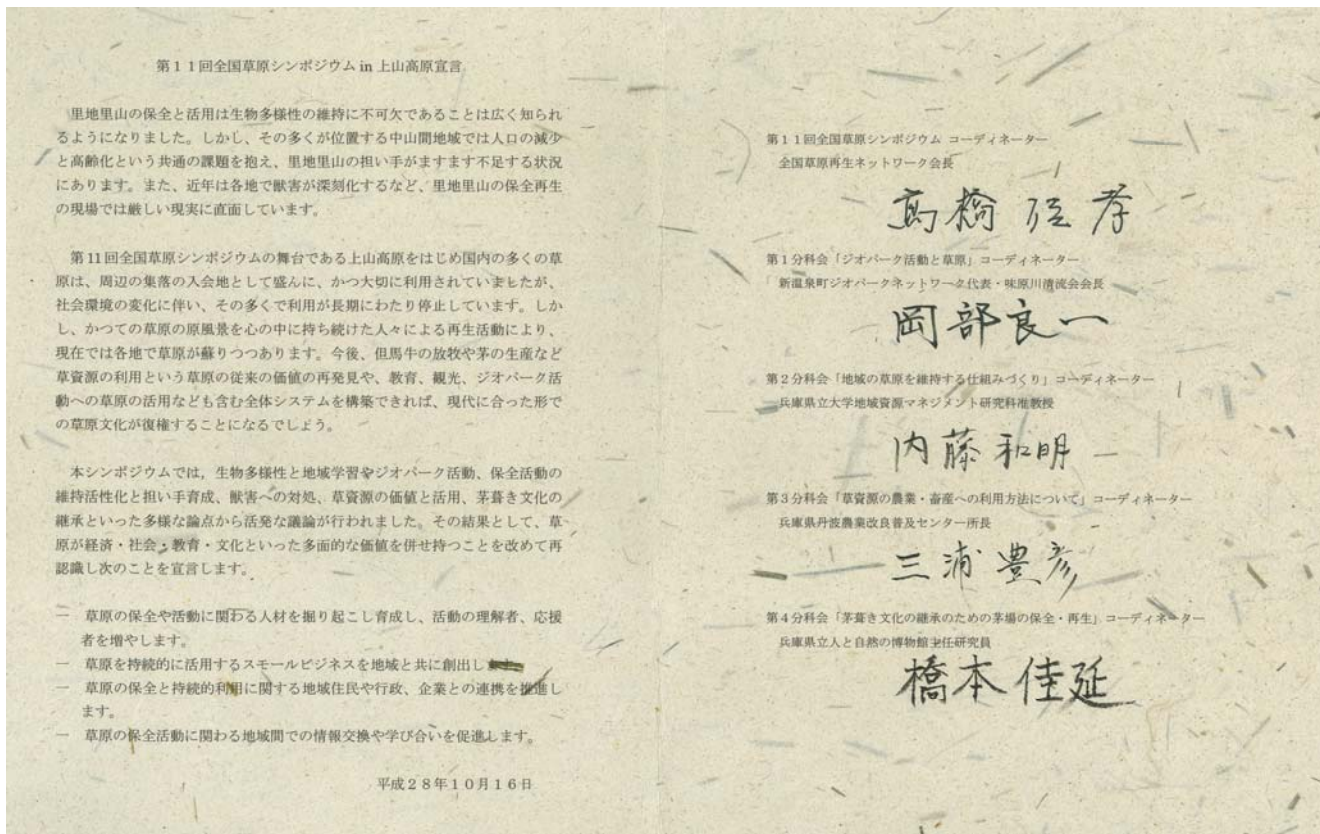 第11回全国草原シンポジウム in 上山高原宣言
里地里山の保全と活用は生物多様性の維持に不可欠であることは広く知られ
るようになりました。しかし、その多くが位置する中山間地域では人口の減少
と高齢化という共通の課題を抱え、里地里山の担い手がますます不足する状況
にあります。また、近年は各地で獣害が深刻化するなど、里地里山の保全再生
の現場では厳しい現実に直面しています。
第11回全国草原シンポジウムの舞台である上山高原をはじめ国内の多くの草
原は、周辺の集落の入会地として盛んに、かつ大切に利用されていましたが、
社会環境の変化に伴い、その多くで利用が長期にわたり停止しています。しか
し、かつての草原の原風景を心の中に持ち続けた人々による再生活動により、
現在では各地で草原が蘇りつつあります。今後、但馬牛の放牧や茅の生産など
草資源の利用という草原の従来の価値の再発見や、教育、観光、ジオパーク活
動への草原の活用なども含む全体システムを構築できれば、現代に合った形で
の草原文化が復権することになるでしょう。
本シンポジウムでは，生物多様性と地域学習やジオパーク活動、保全活動の
維持活性化と担い手育成、獣害への対処、草資源の価値と活用、茅葺き文化の
継承といった多様な論点から活発な議論が行われました。その結果として、草
原が経済・社会・教育・文化といった多面的な価値を併せ持つことを改めて再
認識し次のことを宣言します。
一 草原の保全や活動に関わる人材を掘り起こし育成し、活動の理解者、応援
者を増やします。
一 草原を持続的に活用するスモールビジネスを地域と共に創出します。
一 草原の保全と持続的利用に関する地域住民や行政、企業との連携を推進し
ます。
一 草原の保全活動に関わる地域間での情報交換や学び合いを促進します。
平成28年10月16日
第11回全国草原シンポジウム コーディネーター
全国草原再生ネットワーク会長
高橋佳孝
第1分科会「ジオパーク活動と草原」コーディネーター
新温泉町ジオパークネットワーク代表・味原川清流会会長
岡部良一
第2分科会「地域の草原を維持する仕組みづくり」コーディネーター
兵庫県立大学地域資源マネジメント研究科准教授
内藤和明
第3分科会「草資源の農業・畜産への利用方法について」コーディネーター
兵庫県丹波農業改良普及センター所長
三浦豊彦
第4分科会「茅葺き文化の継承のための茅場の保全・再生」コーディネーター
兵庫県立人と自然の博物館主任研究員
橋本佳延